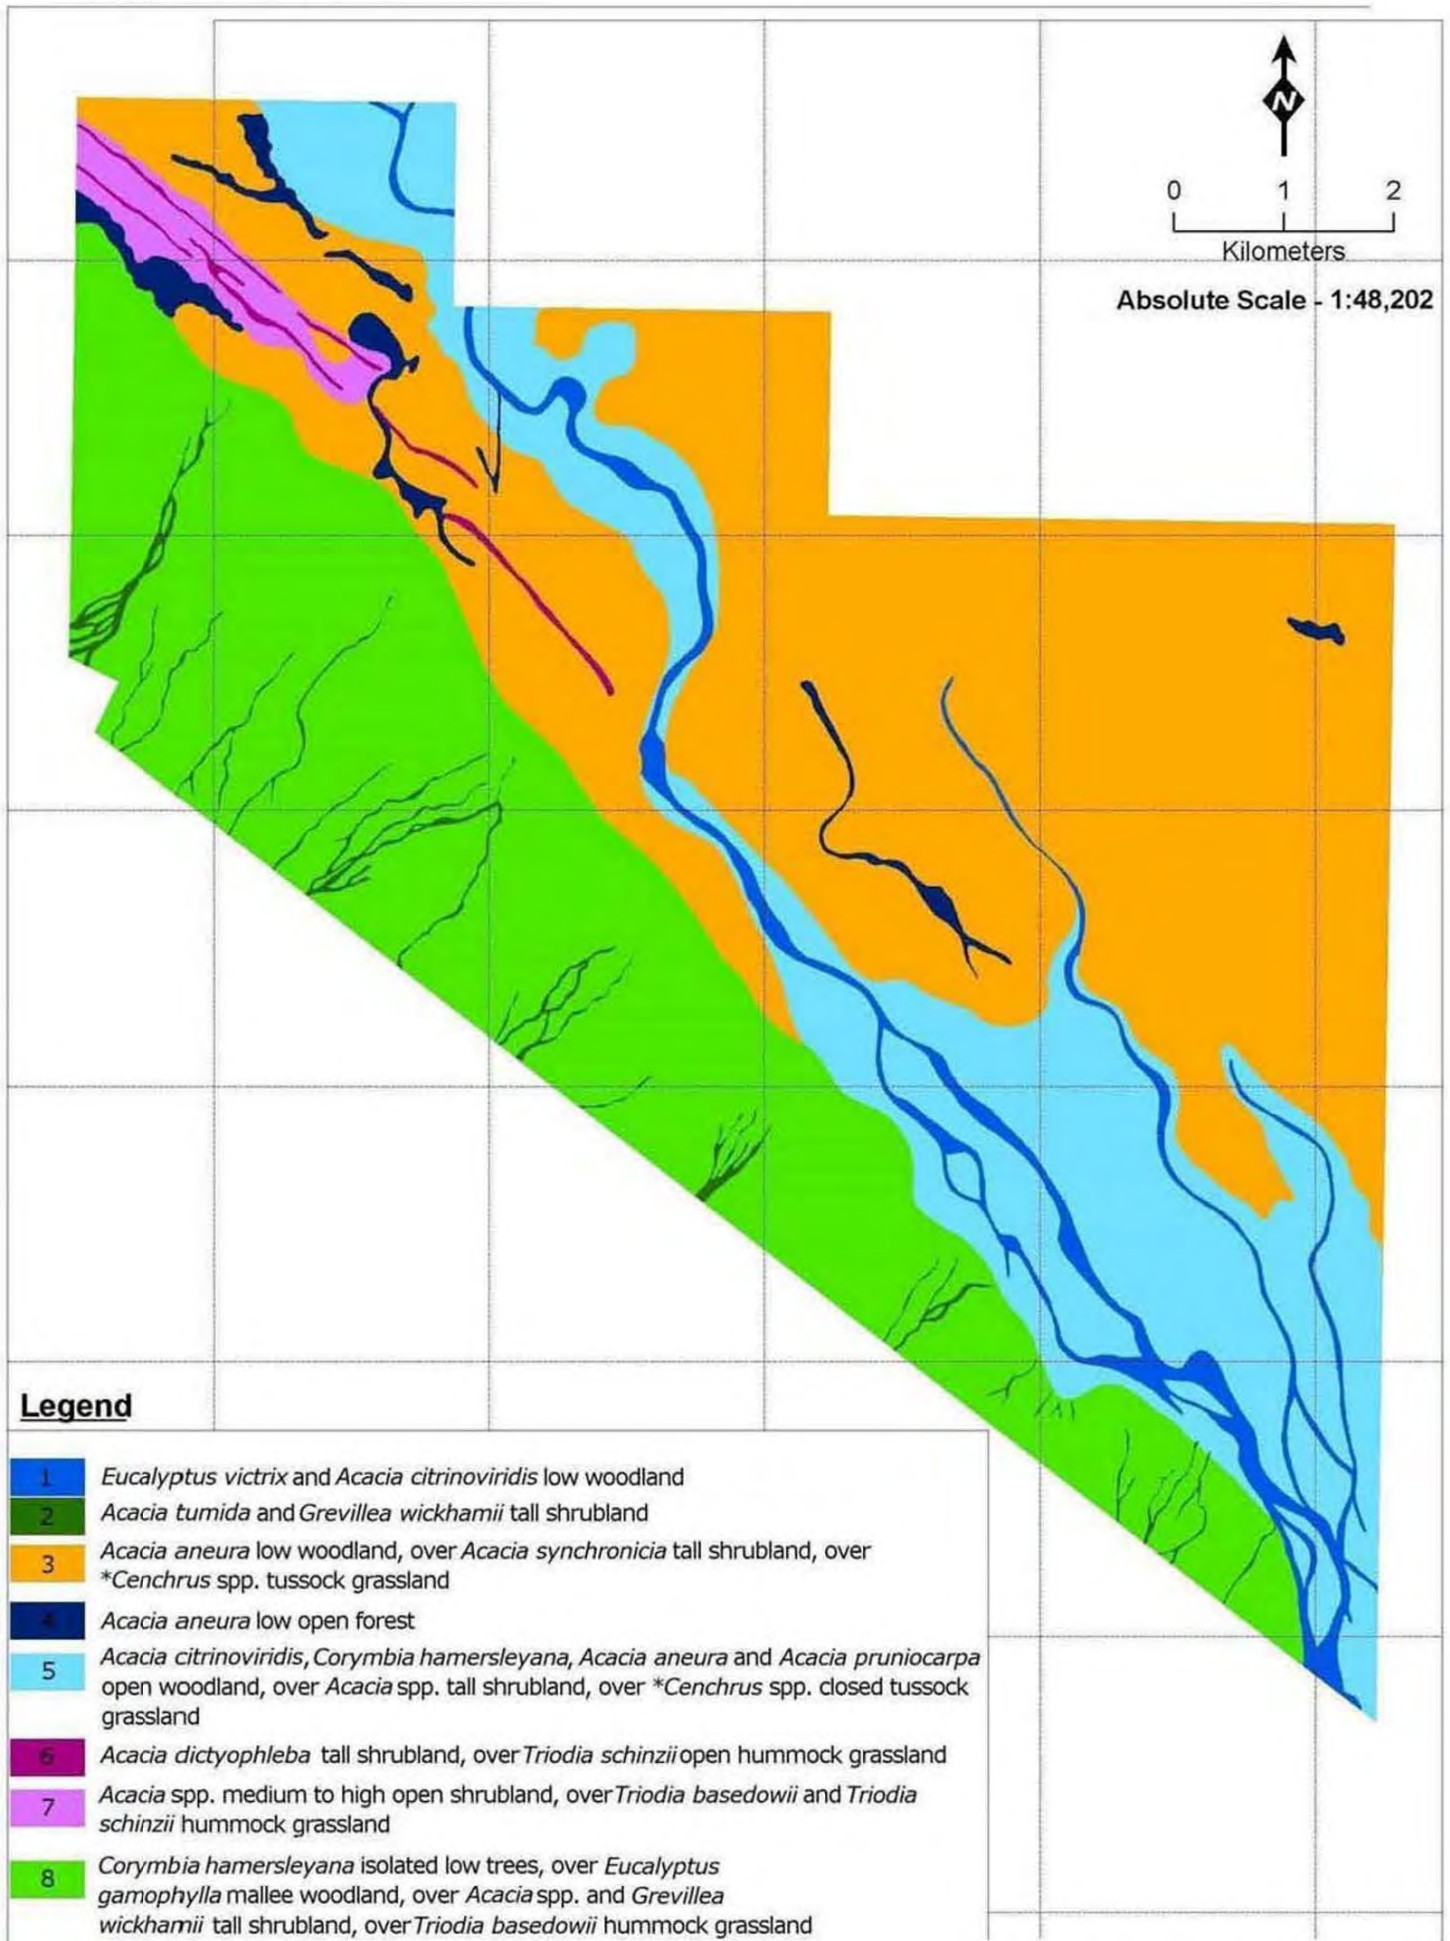 N
0 1 2
Kilometers
Absolute Scale - 1:48,202
Legend
1 Eucalyptus victrix and Acacia citrinoviridis low woodland
2 Acacia tumida and Grevillea wickhamii tall shrubland
3 Acacia aneura low woodland, over Acacia synchronicia tall shrubland, over
*Cenchrus spp. tussock grassland
4 Acacia aneura low open forest
5 Acacia citrinoviridis, Corymbia hamersleyana, Acacia aneura and Acacia pruniocarpa
open woodland, over Acacia spp. tall shrubland, over *Cenchrus spp. closed tussock
grassland
6 Acacia dictyophleba tall shrubland, over Triodia schinzii open hummock grassland
7 Acacia spp. medium to high open shrubland, over Triodia basedowii and Triodia
schinzii hummock grassland
8 Corymbia hamersleyana isolated low trees, over Eucalyptus
gamophylla mallee woodland, over Acacia spp. and Grevillea
wickhamii tall shrubland, over Triodia basedowii hummock grassland